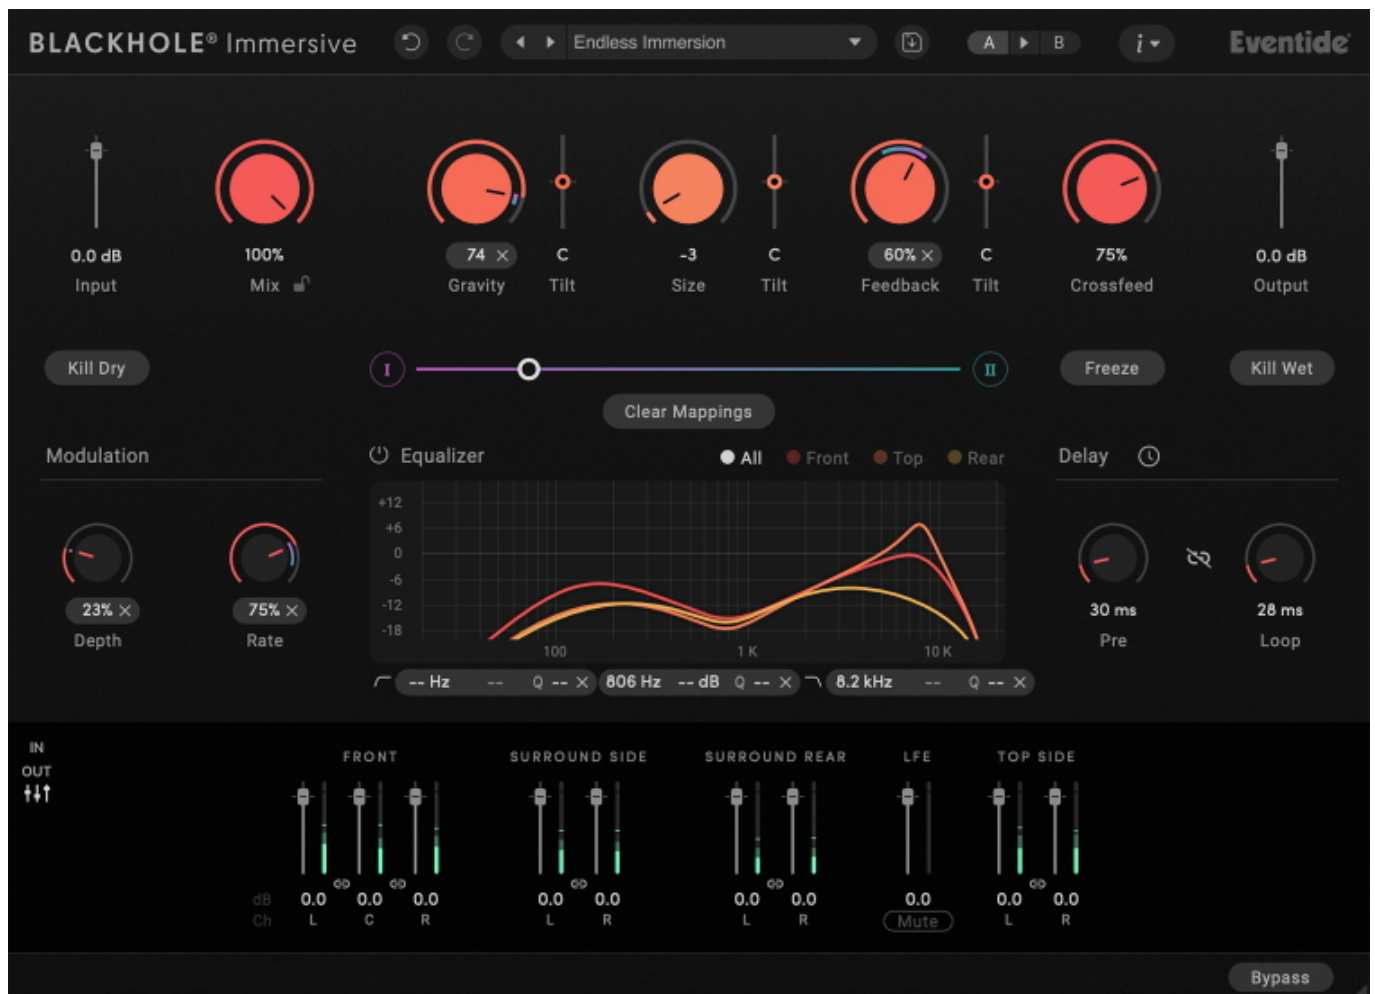 BLACKHOLE® Immersive Endless Immersion A B i Eventide®
0.0 dB 100% 74 × C -3 C 60% × C 75% 0.0 dB
Input Mix Gravity Tilt Size Tilt Feedback Tilt Crossfeed Output
Kill Dry I II Freeze Kill Wet
Clear Mappings
Modulation Equalizer All Front Top Rear Delay
+12
+6
0
-6
-12
-18
100 1 K 10 K
23% × 75% × 30 ms 28 ms
Depth Rate Pre Loop
-- Hz -- Q -- × 806 Hz -- dB Q -- × 8.2 kHz -- Q -- ×
IN
OUT
FRONT SURROUND SIDE SURROUND REAR LFE TOP SIDE
dB 0.0 0.0 0.0 0.0 0.0 0.0 0.0 0.0 0.0 0.0
Ch L C R L R L R Mute L R
Bypass